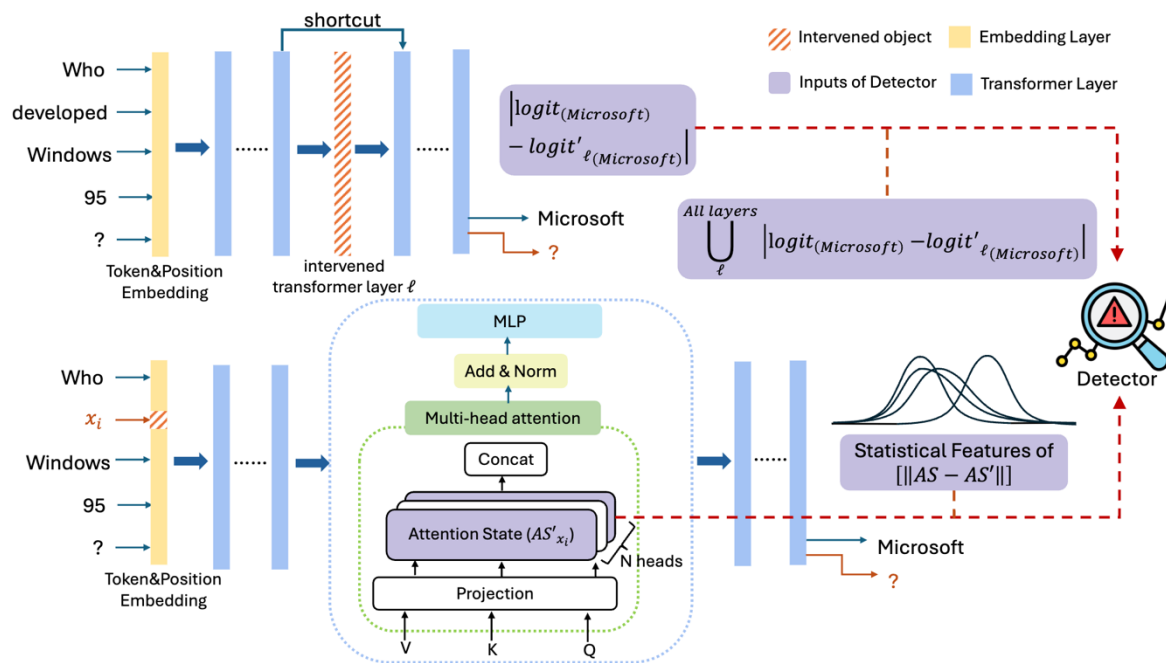 shortcut
Intervened object
Embedding Layer
Inputs of Detector
Transformer Layer
Who
developed
Windows
95
?
Token&Position
Embedding
intervened
transformer layer ℓ
Microsoft
?
|logit(Microsoft)
− logit′ℓ(Microsoft)|
All layers
⋃ |logit(Microsoft) −logit′ℓ(Microsoft)|
ℓ
Who
xᵢ
Windows
95
?
Token&Position
Embedding
MLP
Add & Norm
Multi-head attention
Concat
Attention State (AS′xᵢ)
N heads
Projection
V K Q
Detector
Statistical Features of
[‖AS − AS′‖]
Microsoft
?